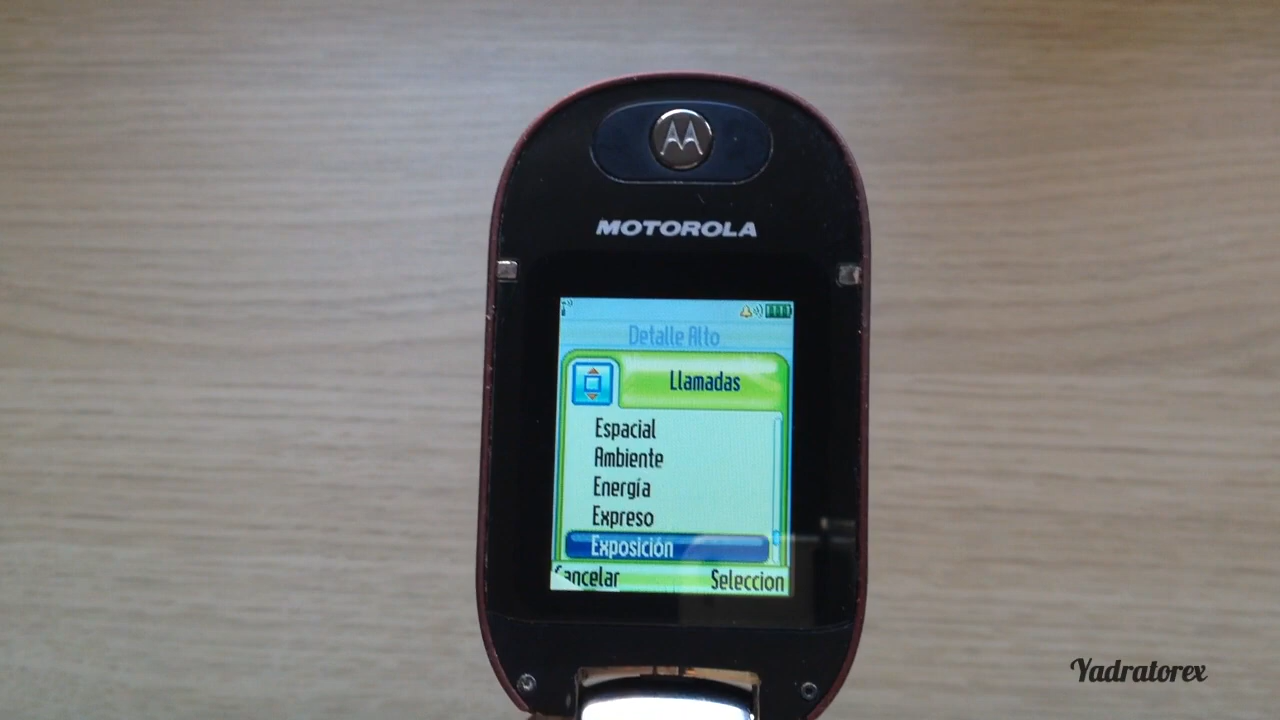 MOTOROLA
Detalle Alto
Llamadas
Espacial
Ambiente
Energía
Expreso
Exposición
Cancelar Seleccion
Yadratorex